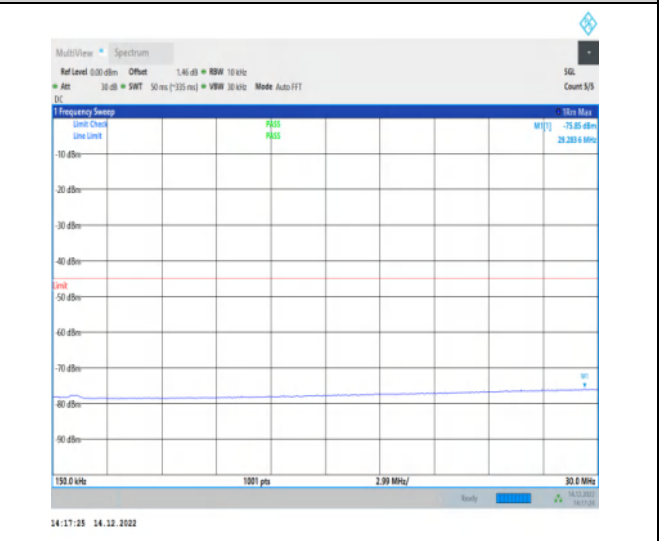 MultiView Spectrum
Ref Level 0.00 dBm Offset 1.46 dB RBW 10 kHz SGL
Att 30 dB SWT 50 ms (~335 ms) VBW 30 kHz Mode Auto FFT Count 5/5
DC
1 Frequency Sweep 1Rm Max
Limit Check PASS M1[1] -75.85 dBm
Line Limit PASS 29.2836 MHz
-10 dBm
-20 dBm
-30 dBm
-40 dBm
Limit
-50 dBm
-60 dBm
-70 dBm
M1
-80 dBm
-90 dBm
150.0 kHz 1001 pts 2.99 MHz/ 30.0 MHz
Ready 14.12.2022
14:17:25 14.12.2022